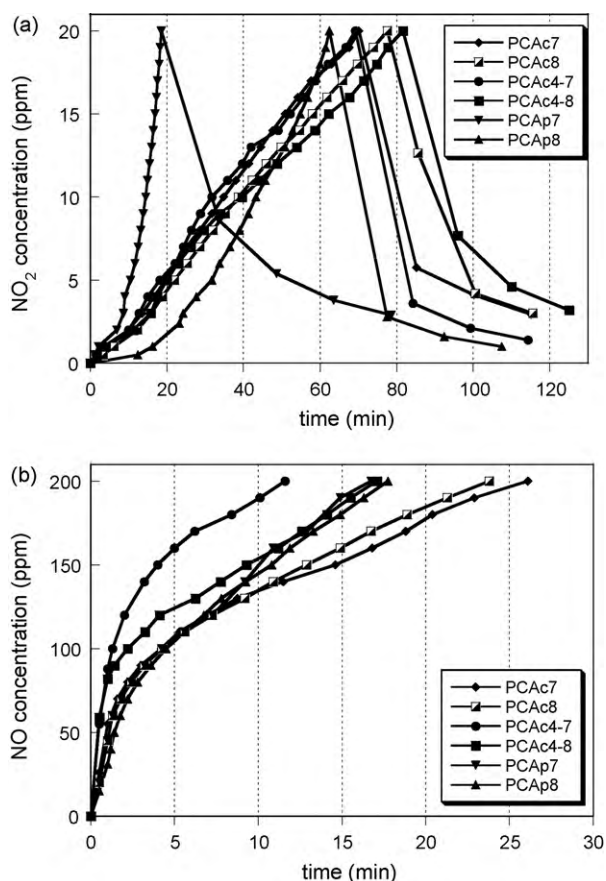 (a)
20
15
10
5
0
NO₂ concentration (ppm)
PCAc7
PCAc8
PCAc4-7
PCAc4-8
PCAp7
PCAp8
0 20 40 60 80 100 120
time (min)
(b)
200
150
100
50
0
NO concentration (ppm)
PCAc7
PCAc8
PCAc4-7
PCAc4-8
PCAp7
PCAp8
0 5 10 15 20 25 30
time (min)